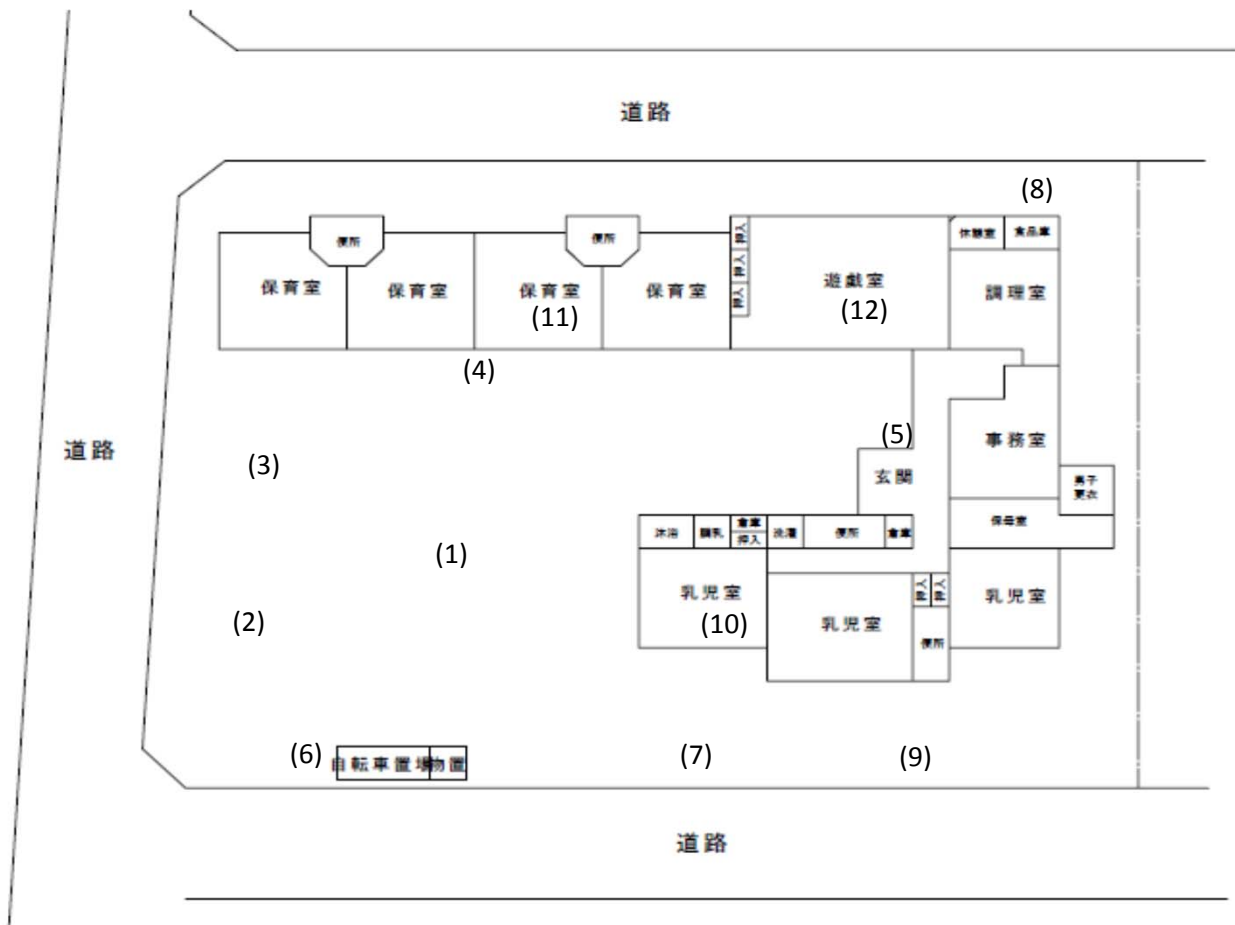 道路
(8)
便所
便所
押入
押入
押入
休憩室
食品庫
保育室
保育室
保育室
保育室
遊戯室
調理室
(11)
(12)
(4)
道路
(3)
(5)
事務室
玄関
男子
更衣
保母室
沐浴
調乳
倉庫
押入
洗濯
便所
倉庫
(1)
(2)
乳児室
(10)
乳児室
押入
押入
便所
乳児室
(6)
自転車置場
物置
(7)
(9)
道路